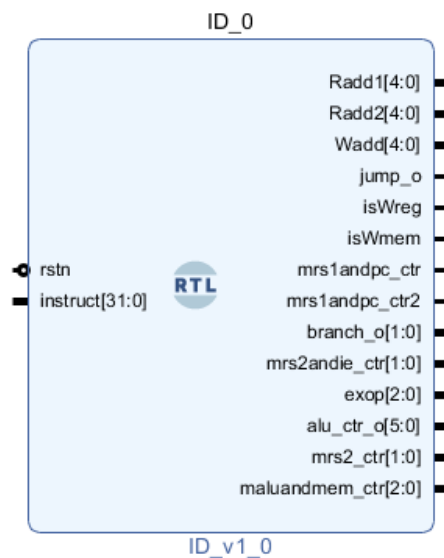 ID_0
Radd1[4:0]
Radd2[4:0]
Wadd[4:0]
jump_o
isWreg
isWmem
rstn
mrs1andpc_ctr
RTL
instruct[31:0]
mrs1andpc_ctr2
branch_o[1:0]
mrs2andie_ctr[1:0]
exop[2:0]
alu_ctr_o[5:0]
mrs2_ctr[1:0]
maluandmem_ctr[2:0]
ID_v1_0